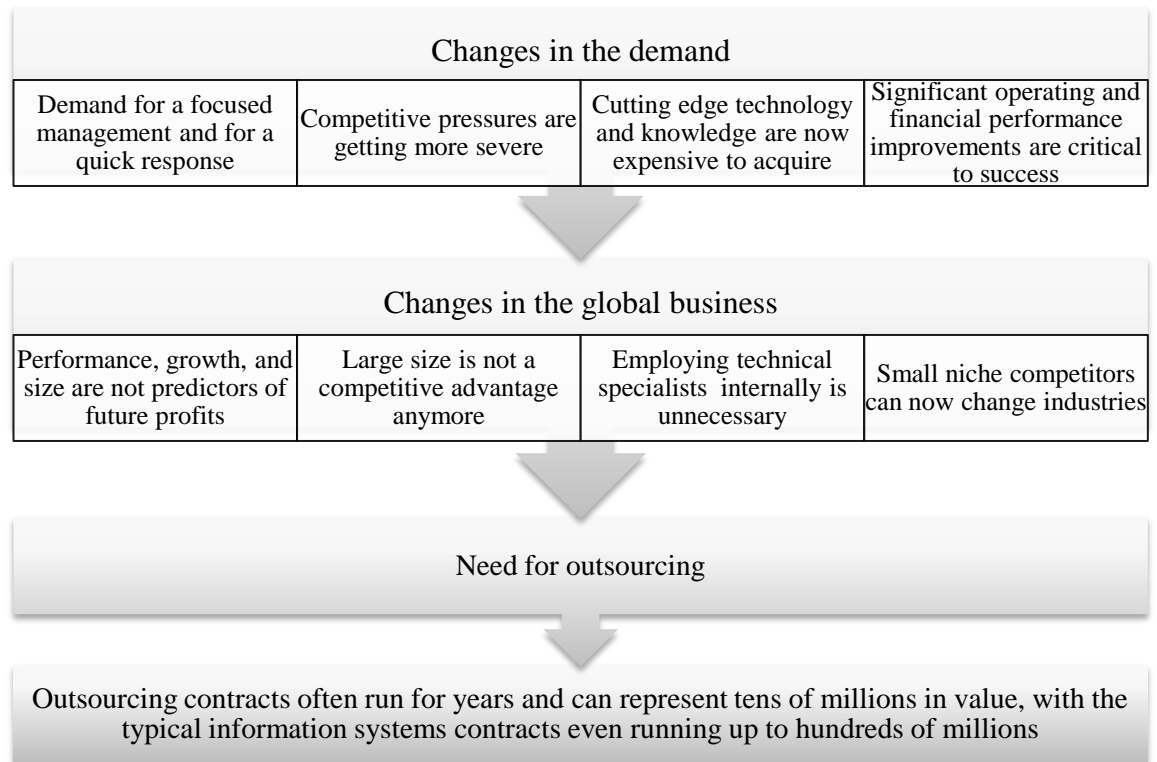 Changes in the demand
Demand for a focused
management and for a
quick response
Competitive pressures are
getting more severe
Cutting edge technology
and knowledge are now
expensive to acquire
Significant operating and
financial performance
improvements are critical
to success
Changes in the global business
Performance, growth, and
size are not predictors of
future profits
Large size is not a
competitive advantage
anymore
Employing technical
specialists  internally is
unnecessary
Small niche competitors
can now change industries
Need for outsourcing
Outsourcing contracts often run for years and can represent tens of millions in value, with the
typical information systems contracts even running up to hundreds of millions